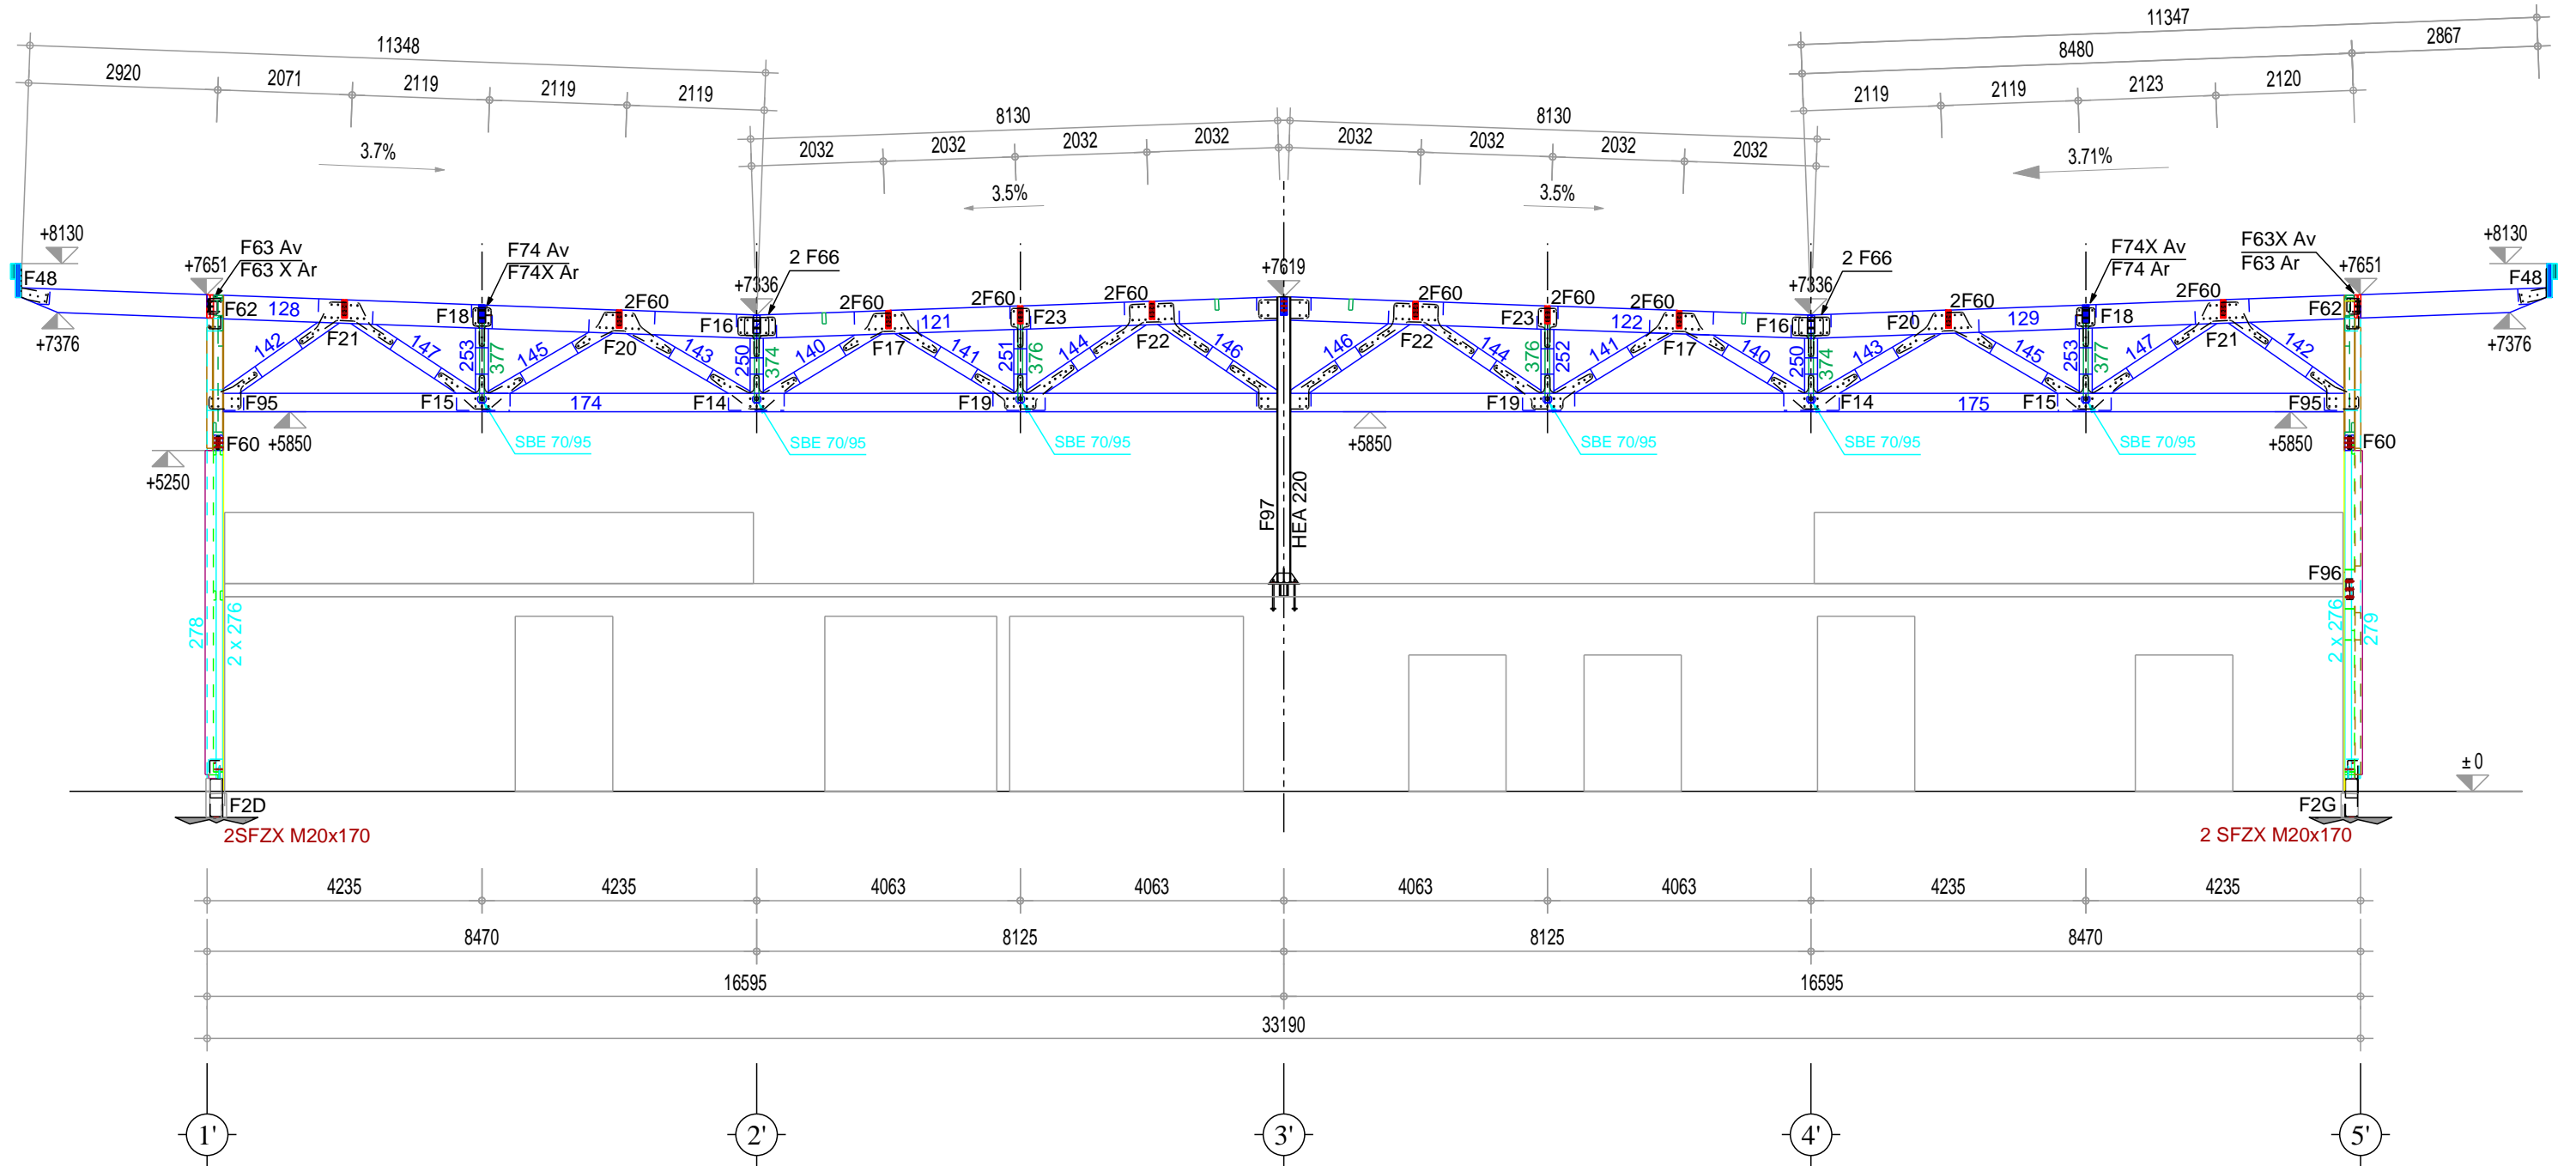 11348
11347
2920 2071 2119 2119 2119
8480 2867
2119 2119 2123 2120
8130 8130
2032 2032 2032 2032 2032 2032 2032 2032
3.7% 3.5% 3.5% 3.71%
+8130 +7651 F63 Av F74 Av 2 F66 +7619 2 F66 F74X Av F63X Av +7651 +8130
F63 X Ar F74X Ar +7336 +7336 F74 Ar F63 Ar
F48 F62 128 F18 2F60 F16 2F60 121 2F60 F23 2F60 2F60 2F60 F23 122 2F60 F16 F20 2F60 129 F18 2F60 F62 F48
+7376 142 F21 147 253 377 145 F20 143 250 374 140 F17 141 251 376 144 F22 146 146 F22 144 376 252 141 F17 140 250 374 143 145 253 377 147 F21 142 +7376
F95 F15 174 F14 F19 F19 F14 175 F15 F95
F60 +5850 SBE 70/95 SBE 70/95 SBE 70/95 +5850 SBE 70/95 SBE 70/95 SBE 70/95 +5850 F60
+5250
F97 HEA 220
F96
278 2 x 276 2 x 276 279
± 0
F2D F2G
2SFZX M20x170 2 SFZX M20x170
4235 4235 4063 4063 4063 4063 4235 4235
8470 8125 8125 8470
16595 16595
33190
1' 2' 3' 4' 5'